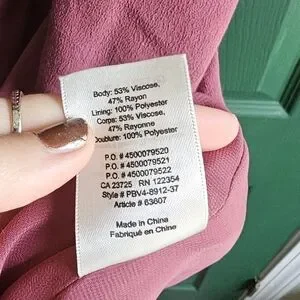 Body: 53% Viscose,
47% Rayon
Lining: 100% Polyester
Corps: 53% Viscose,
47% Rayonne
Doublure: 100% Polyester
P.O. # 4500079520
P.O. # 4500079521
P.O. # 4500079522
CA 23725 RN 122354
Style # PBV4-8912-37
Article # 63607
Made in China
Fabriqué en Chine